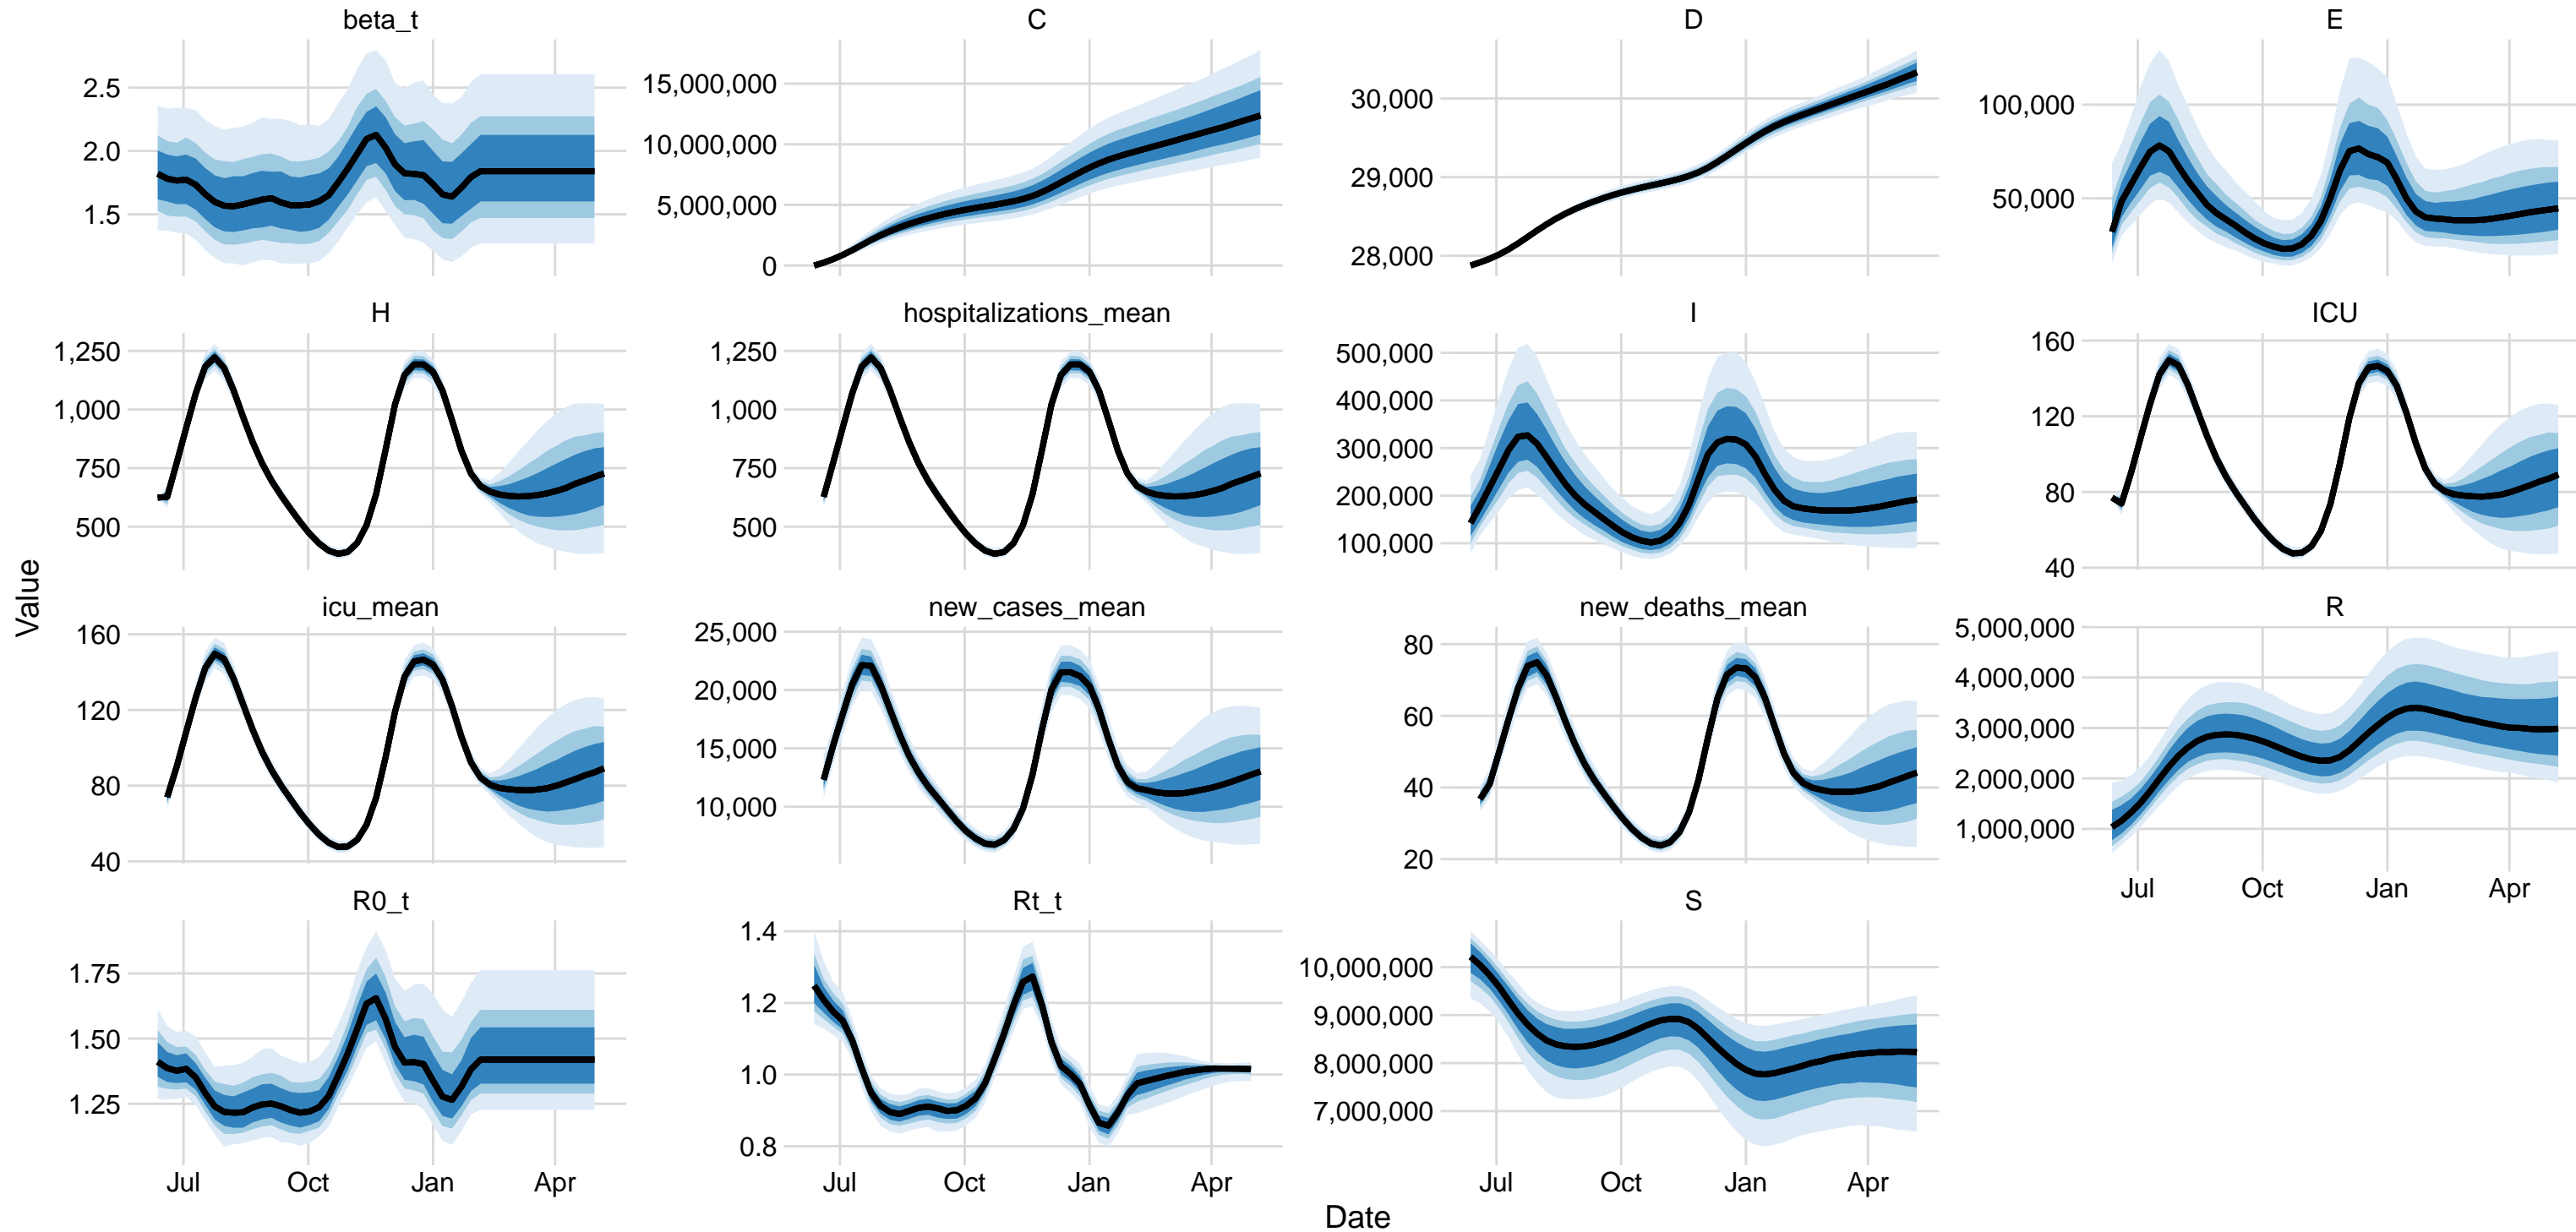 beta_t
C
D
E
2.5
2.0
1.5
15,000,000
10,000,000
5,000,000
0
30,000
29,000
28,000
100,000
50,000
H
hospitalizations_mean
I
ICU
1,250
1,000
750
500
1,250
1,000
750
500
500,000
400,000
300,000
200,000
100,000
160
120
80
40
Value
icu_mean
new_cases_mean
new_deaths_mean
R
160
120
80
40
25,000
20,000
15,000
10,000
80
60
40
20
5,000,000
4,000,000
3,000,000
2,000,000
1,000,000
Jul Oct Jan Apr
R0_t
Rt_t
S
1.75
1.50
1.25
1.4
1.2
1.0
0.8
10,000,000
9,000,000
8,000,000
7,000,000
Jul Oct Jan Apr
Jul Oct Jan Apr
Jul Oct Jan Apr
Date